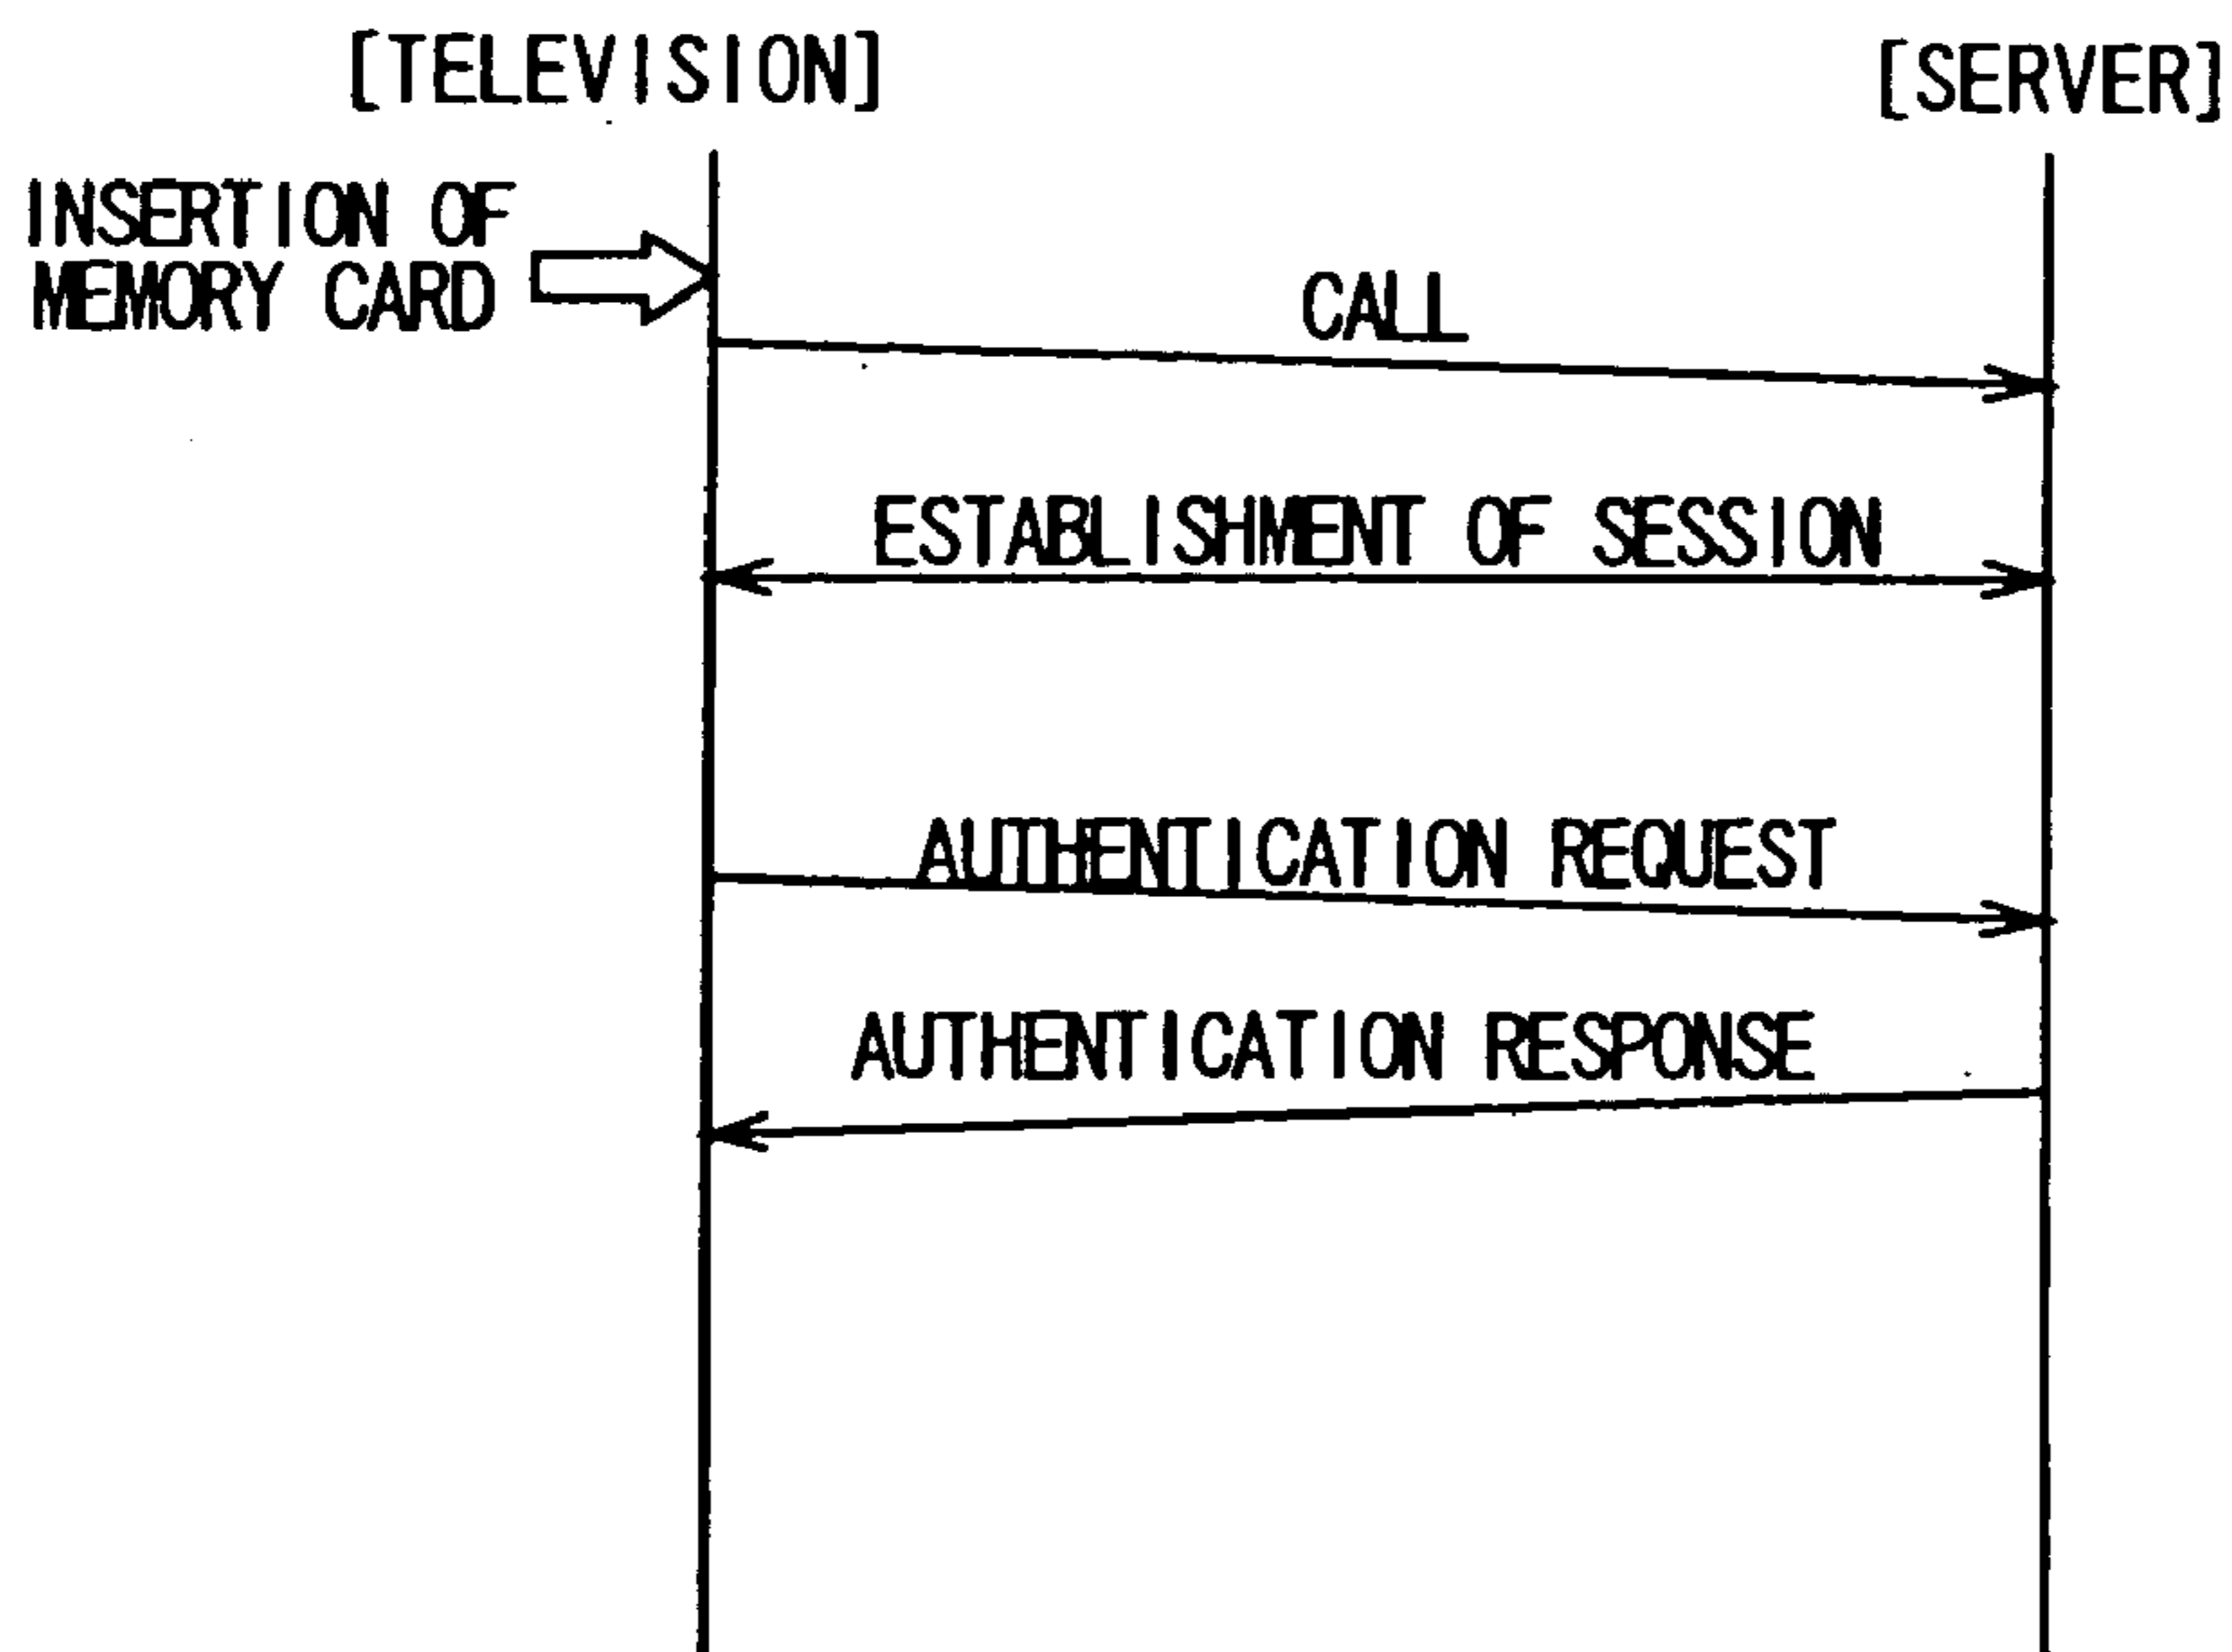 [TELEVISION]
[SERVER]
INSERTION OF
MEMORY CARD
CALL
ESTABLISHMENT OF SESSION
AUTHENTICATION REQUEST
AUTHENTICATION RESPONSE